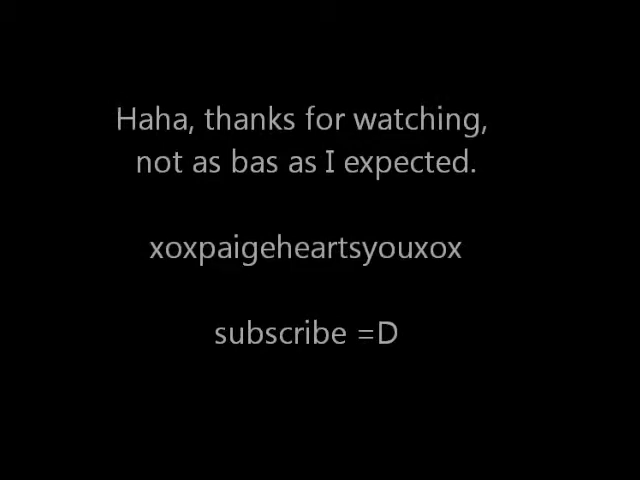 Haha, thanks for watching,
not as bas as I expected.
xoxpaigeheartsyouxox
subscribe =D